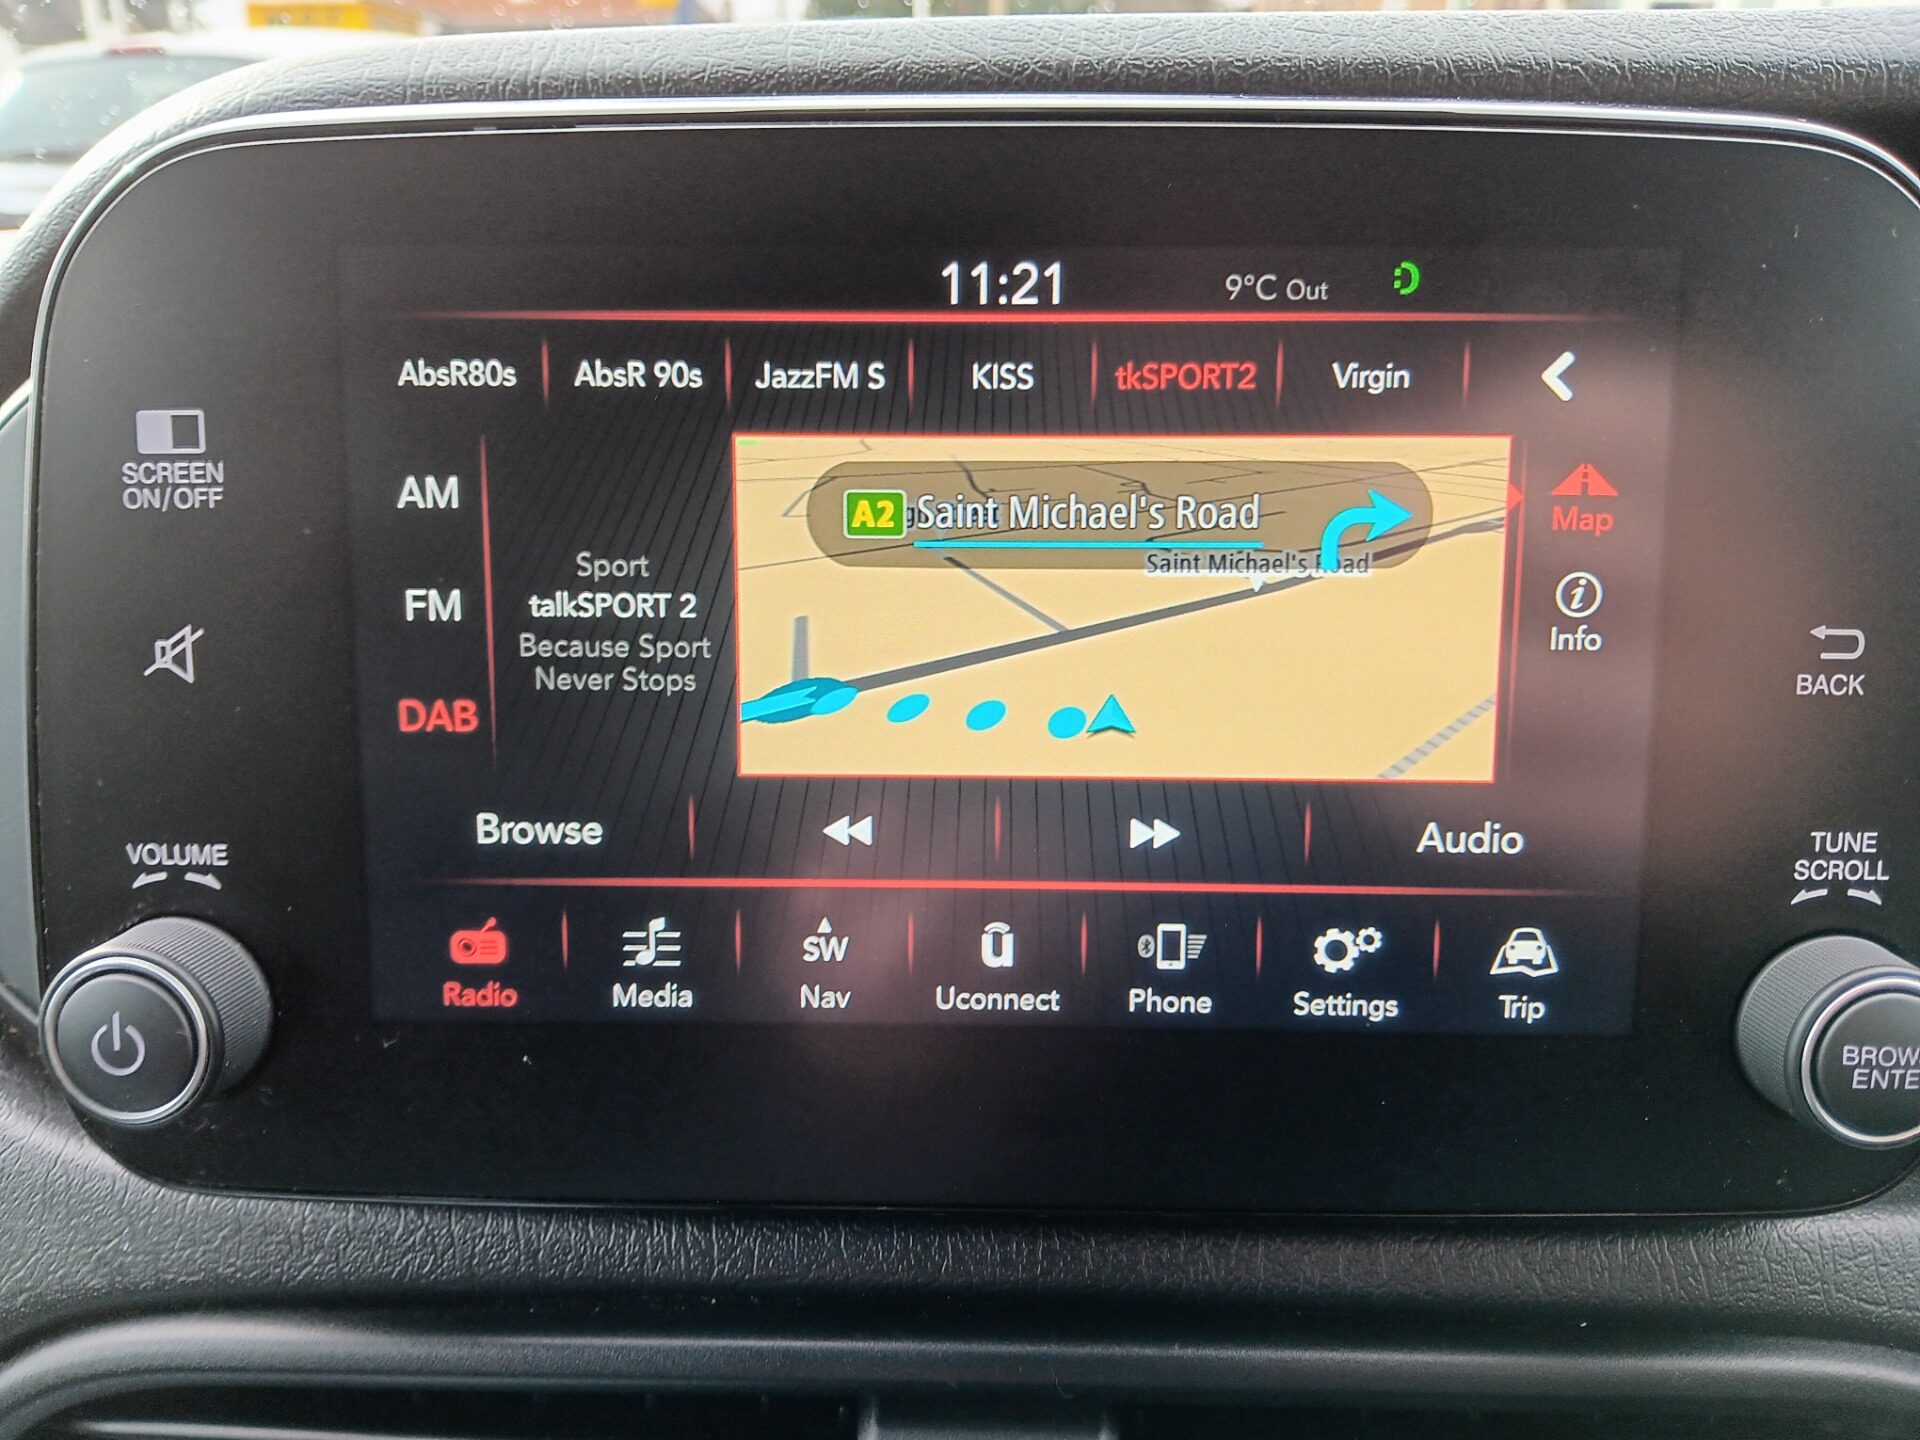 11:21
9°C Out
AbsR80s
AbsR 90s
JazzFM S
KISS
tkSPORT2
Virgin
SCREEN
ON/OFF
AM
FM
DAB
Sport
talkSPORT 2
Because Sport
Never Stops
A2 Saint Michael's Road
Saint Michael's Road
Map
Info
BACK
Browse
Audio
VOLUME
TUNE
SCROLL
Radio
Media
SW
Nav
u
Uconnect
Phone
Settings
Trip
BROW
ENTE